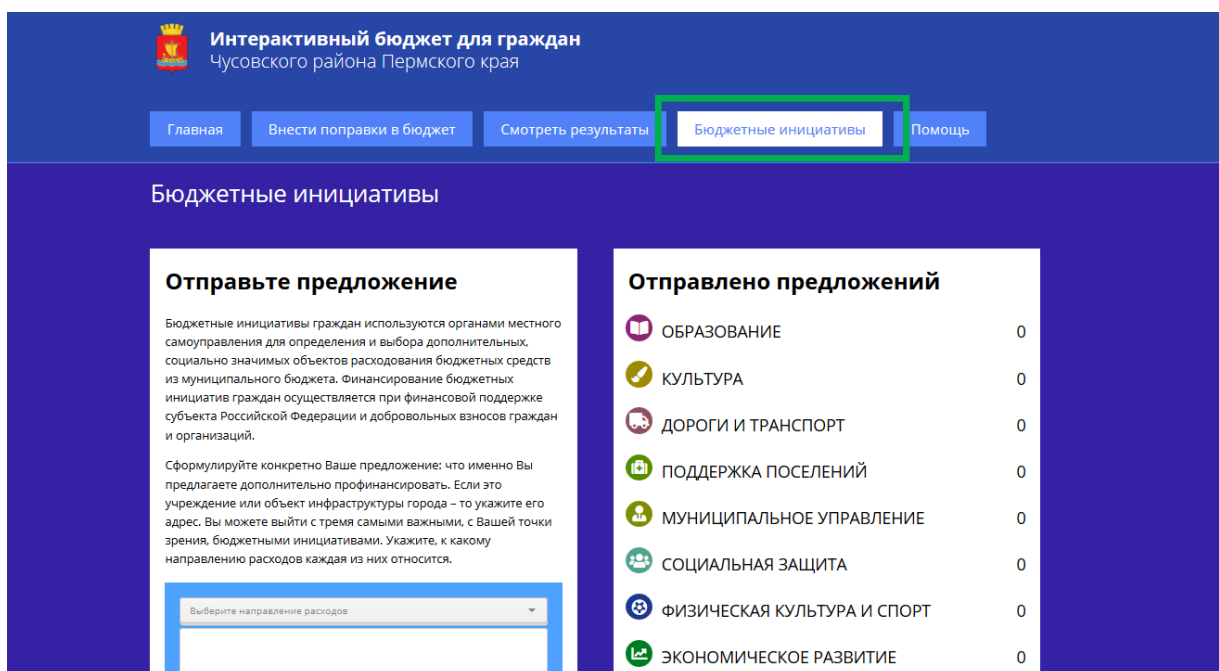 Интерактивный бюджет для граждан
Чусовского района Пермского края
Главная
Внести поправки в бюджет
Смотреть результаты
Бюджетные инициативы
Помощь
Бюджетные инициативы
Отправьте предложение
Бюджетные инициативы граждан используются органами местного
самоуправления для определения и выбора дополнительных,
социально значимых объектов расходования бюджетных средств
из муниципального бюджета. Финансирование бюджетных
инициатив граждан осуществляется при финансовой поддержке
субъекта Российской Федерации и добровольных взносов граждан
и организаций.
Сформулируйте конкретно Ваше предложение: что именно Вы
предлагаете дополнительно профинансировать. Если это
учреждение или объект инфраструктуры города – то укажите его
адрес. Вы можете выйти с тремя самыми важными, с Вашей точки
зрения, бюджетными инициативами. Укажите, к какому
направлению расходов каждая из них относится.
Выберите направление расходов
Отправлено предложений
ОБРАЗОВАНИЕ 0
КУЛЬТУРА 0
ДОРОГИ И ТРАНСПОРТ 0
ПОДДЕРЖКА ПОСЕЛЕНИЙ 0
МУНИЦИПАЛЬНОЕ УПРАВЛЕНИЕ 0
СОЦИАЛЬНАЯ ЗАЩИТА 0
ФИЗИЧЕСКАЯ КУЛЬТУРА И СПОРТ 0
ЭКОНОМИЧЕСКОЕ РАЗВИТИЕ 0